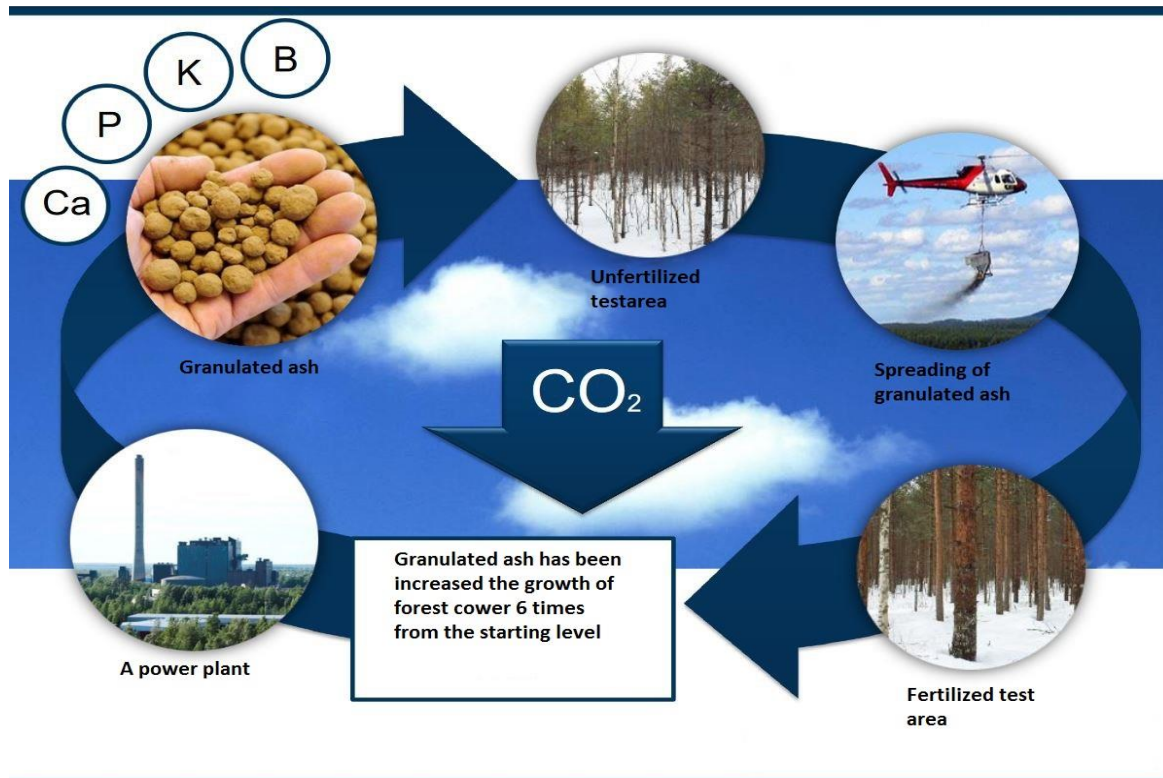 B
K
P
Ca
Granulated ash
Unfertilized
testarea
Spreading of
granulated ash
CO₂
Granulated ash has been
increased the growth of
forest cower 6 times
from the starting level
A power plant
Fertilized test
area